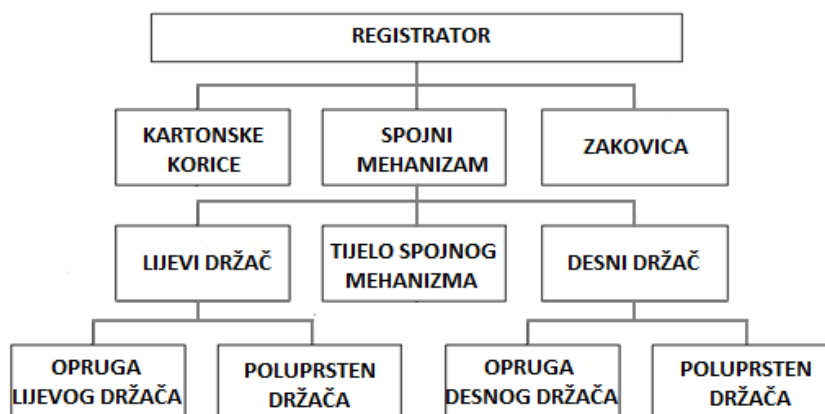 REGISTRATOR
KARTONSKE
KORICE
SPOJNI
MEHANIZAM
ZAKOVICA
LIJEVI DRŽAČ
TIJELO SPOJNOG
MEHANIZMA
DESNI DRŽAČ
OPRUGA
LIJEVOG DRŽAČA
POLUPRSTEN
DRŽAČA
OPRUGA
DESNOG DRŽAČA
POLUPRSTEN
DRŽAČA